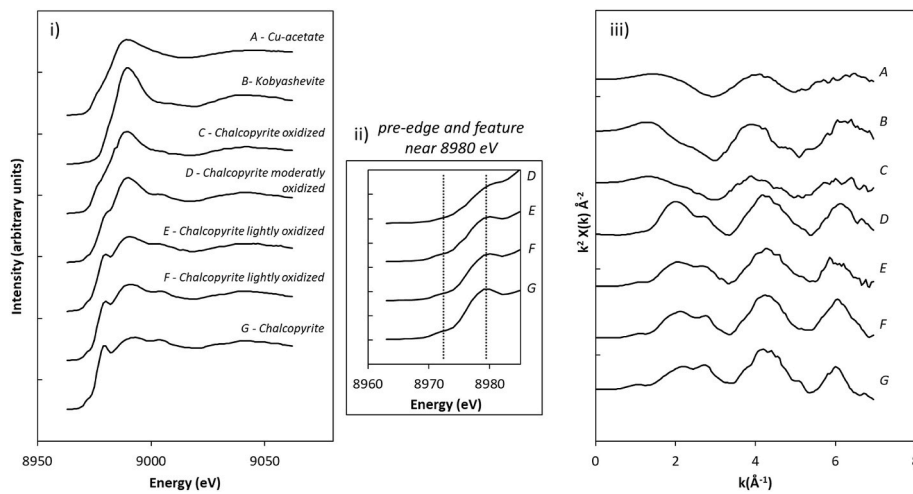 i)
A - Cu-acetate
B- Kobyashevite
C - Chalcopyrite oxidized
D - Chalcopyrite moderatly
oxidized
E - Chalcopyrite lightly oxidized
F - Chalcopyrite lightly oxidized
G - Chalcopyrite
Intensity (arbitrary units)
8950
9000
9050
Energy (eV)
ii)
pre-edge and feature
near 8980 eV
D
E
F
G
8960
8970
8980
Energy (eV)
iii)
A
B
C
D
E
F
G
k² X(k) Å⁻²
0
2
4
6
8
k(Å⁻¹)